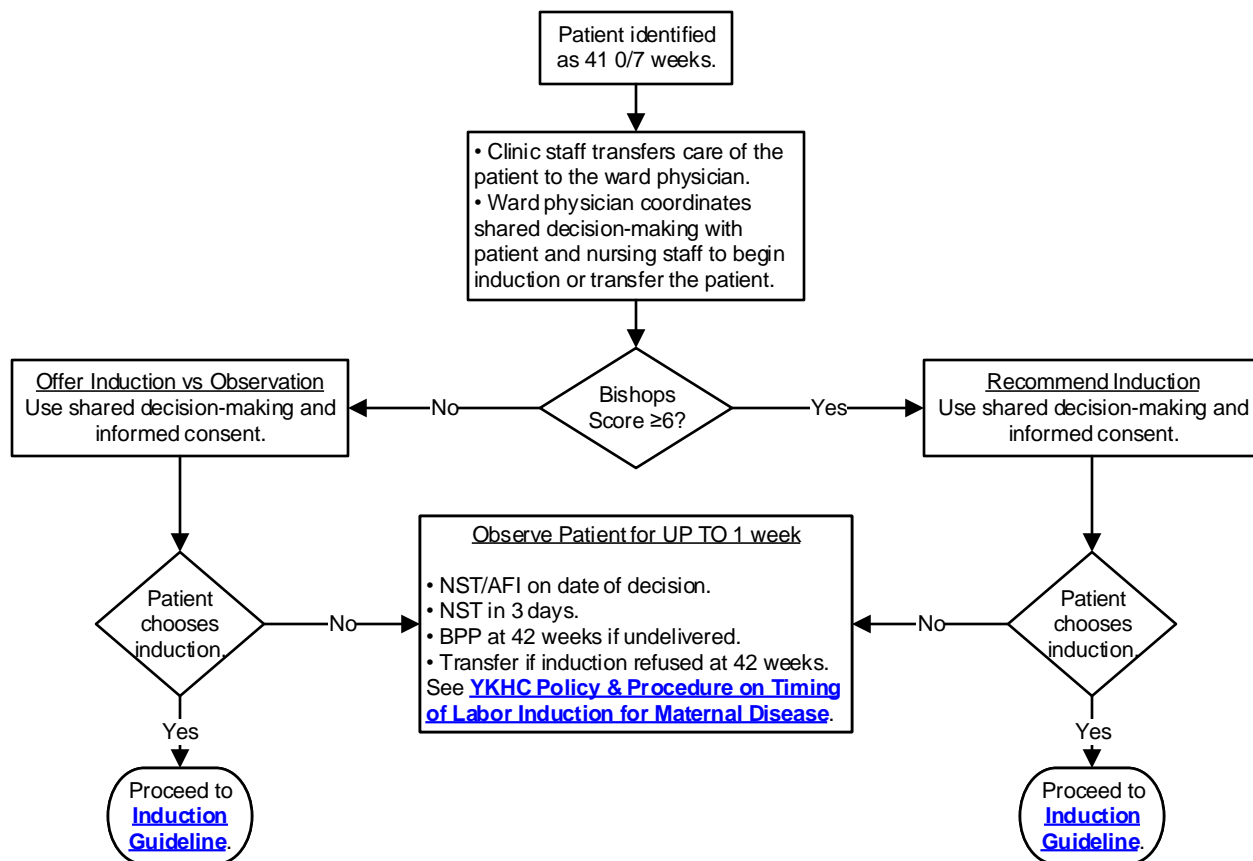 Patient identified
as 41 0/7 weeks.
• Clinic staff transfers care of the
patient to the ward physician.
• Ward physician coordinates
shared decision-making with
patient and nursing staff to begin
induction or transfer the patient.
Offer Induction vs Observation
Use shared decision-making and
informed consent.
No
Bishops
Score ≥6?
Yes
Recommend Induction
Use shared decision-making and
informed consent.
Patient
chooses
induction.
No
Observe Patient for UP TO 1 week
• NST/AFI on date of decision.
• NST in 3 days.
• BPP at 42 weeks if undelivered.
• Transfer if induction refused at 42 weeks.
See YKHC Policy & Procedure on Timing
of Labor Induction for Maternal Disease.
No
Patient
chooses
induction.
Yes
Yes
Proceed to
Induction
Guideline.
Proceed to
Induction
Guideline.